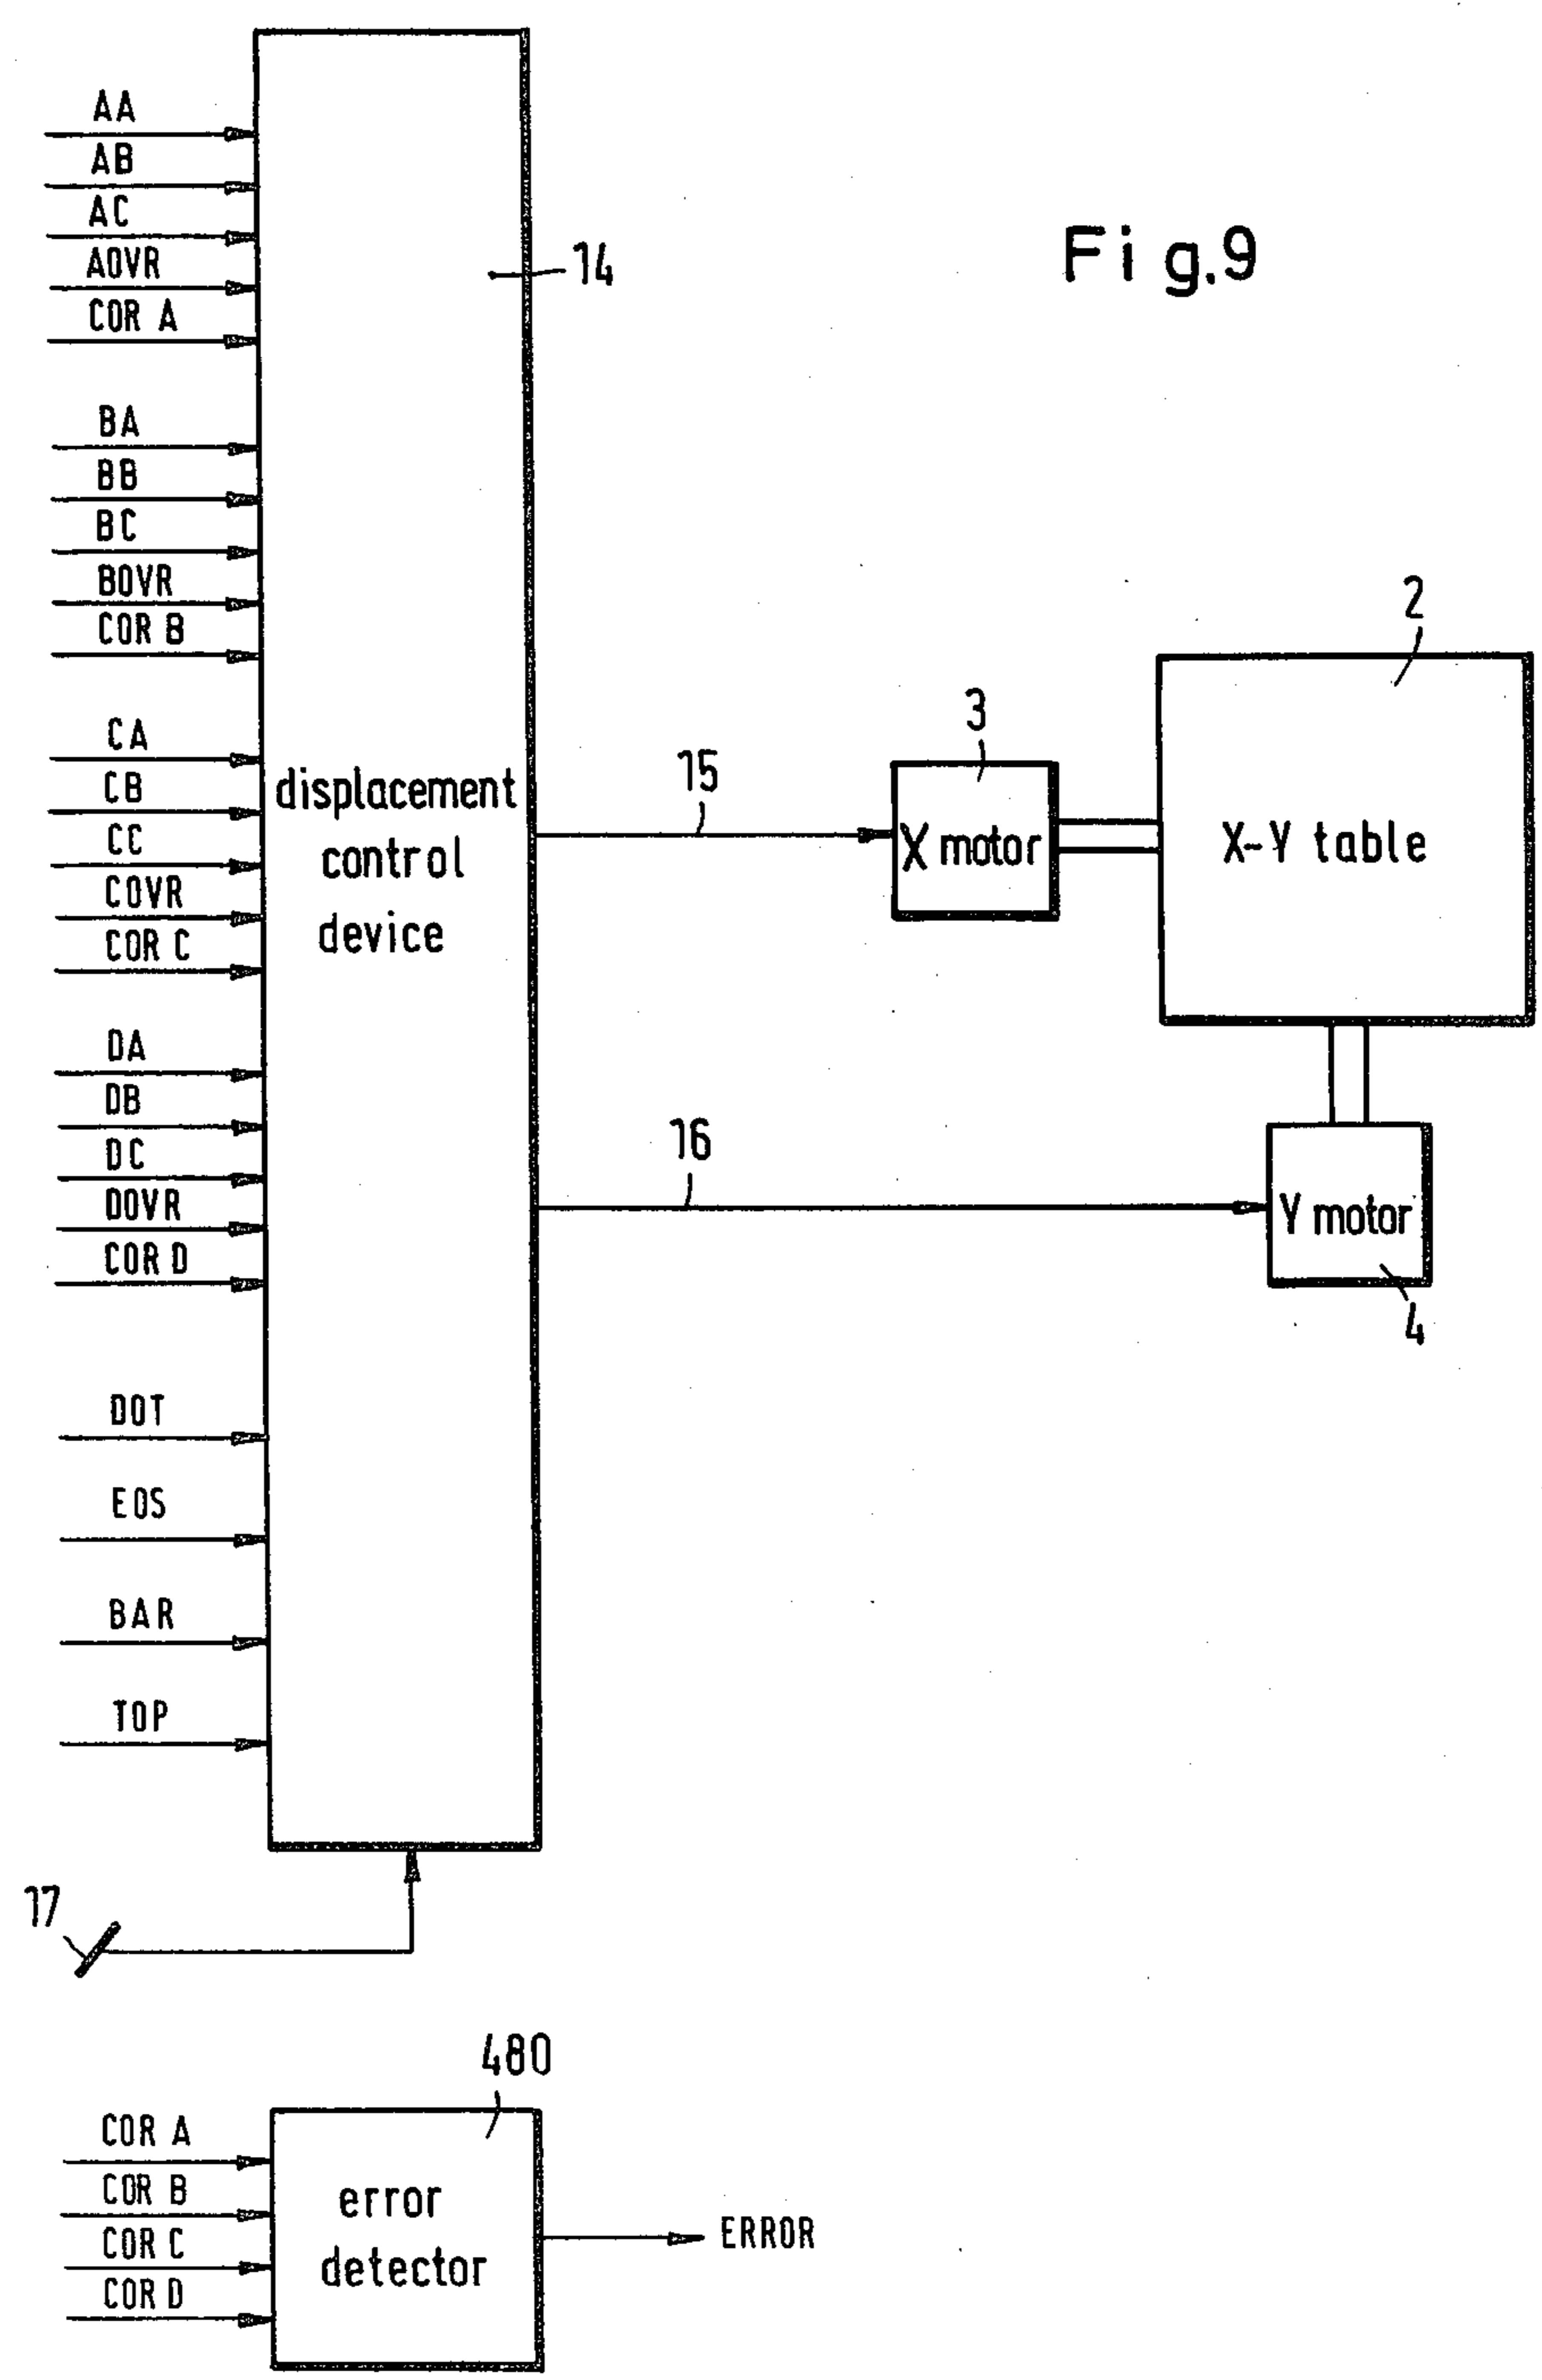 AA
AB
AC
AOVR
COR A
14
Fig.9
BA
BB
BC
BOVR
COR B
2
3
CA
CB
CC
COVR
COR C
displacement
control
device
15
X motor
X-Y table
DA
DB
DC
DOVR
COR D
16
Y motor
4
DOT
EOS
BAR
TOP
17
480
COR A
COR B
COR C
COR D
error
detector
ERROR